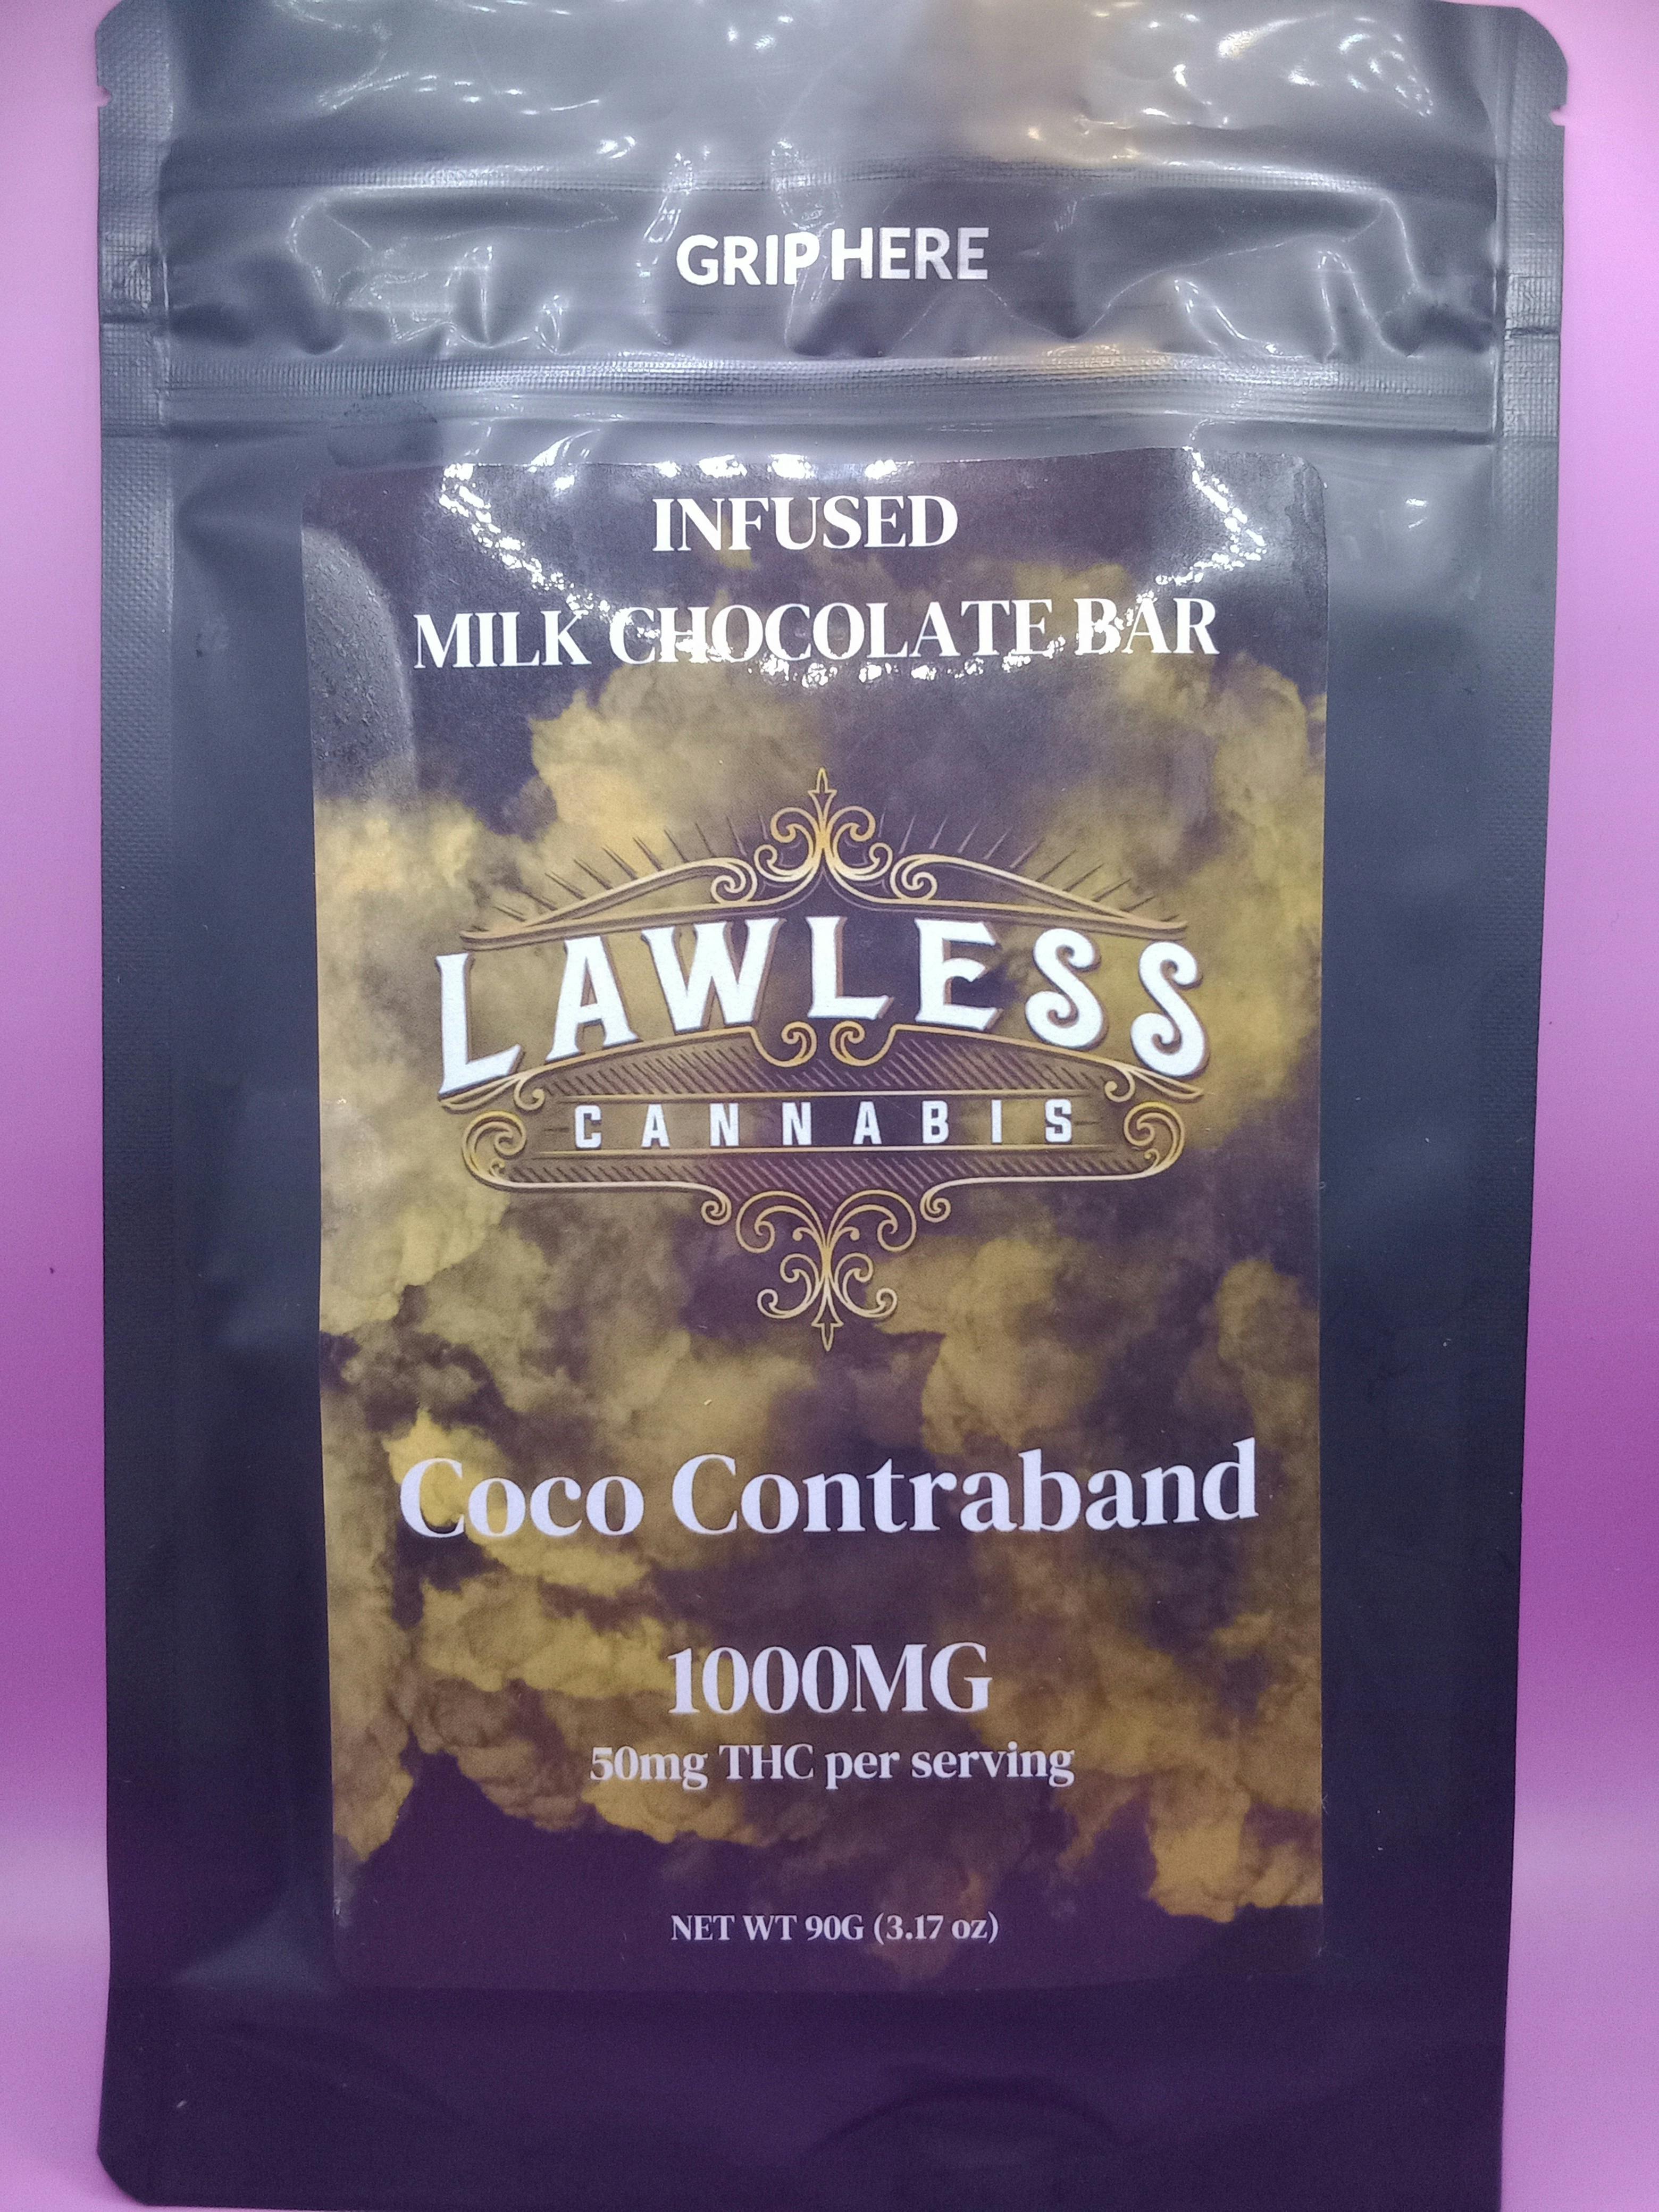 GRIP HERE
INFUSED
MILK CHOCOLATE BAR
LAWLESS
CANNABIS
Coco Contraband
1000MG
50mg THC per serving
NET WT 90G (3.17 oz)